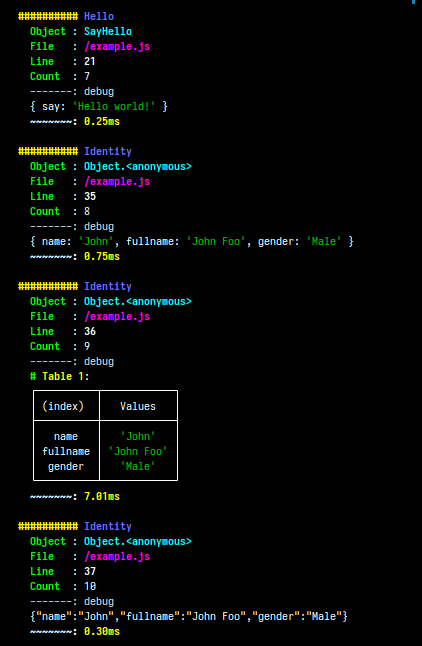 ########## Hello
Object : SayHello
File   : /example.js
Line   : 21
Count  : 7
-------: debug
{ say: 'Hello world!' }
~~~~~~~: 0.25ms
########## Identity
Object : Object.<anonymous>
File   : /example.js
Line   : 35
Count  : 8
-------: debug
{ name: 'John', fullname: 'John Foo', gender: 'Male' }
~~~~~~~: 0.75ms
########## Identity
Object : Object.<anonymous>
File   : /example.js
Line   : 36
Count  : 9
-------: debug
# Table 1:
(index) Values
name 'John'
fullname 'John Foo'
gender 'Male'
~~~~~~~: 7.01ms
########## Identity
Object : Object.<anonymous>
File   : /example.js
Line   : 37
Count  : 10
-------: debug
{"name":"John","fullname":"John Foo","gender":"Male"}
~~~~~~~: 0.30ms